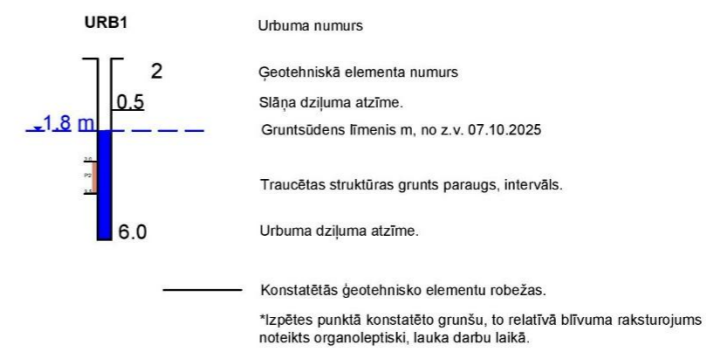 URB1 Urbuma numurs
2 Ģeotehniskā elementa numurs
0.5 Slāņa dziļuma atzīme.
1.8 m Gruntsūdens līmenis m, no z.v. 07.10.2025
Traucētas struktūras grunts paraugs, intervāls.
6.0 Urbuma dziļuma atzīme.
Konstatētās ģeotehnisko elementu robežas.
*Izpētes punktā konstatēto grunšu, to relatīvā blīvuma raksturojums
noteikts organoleptiski, lauka darbu laikā.